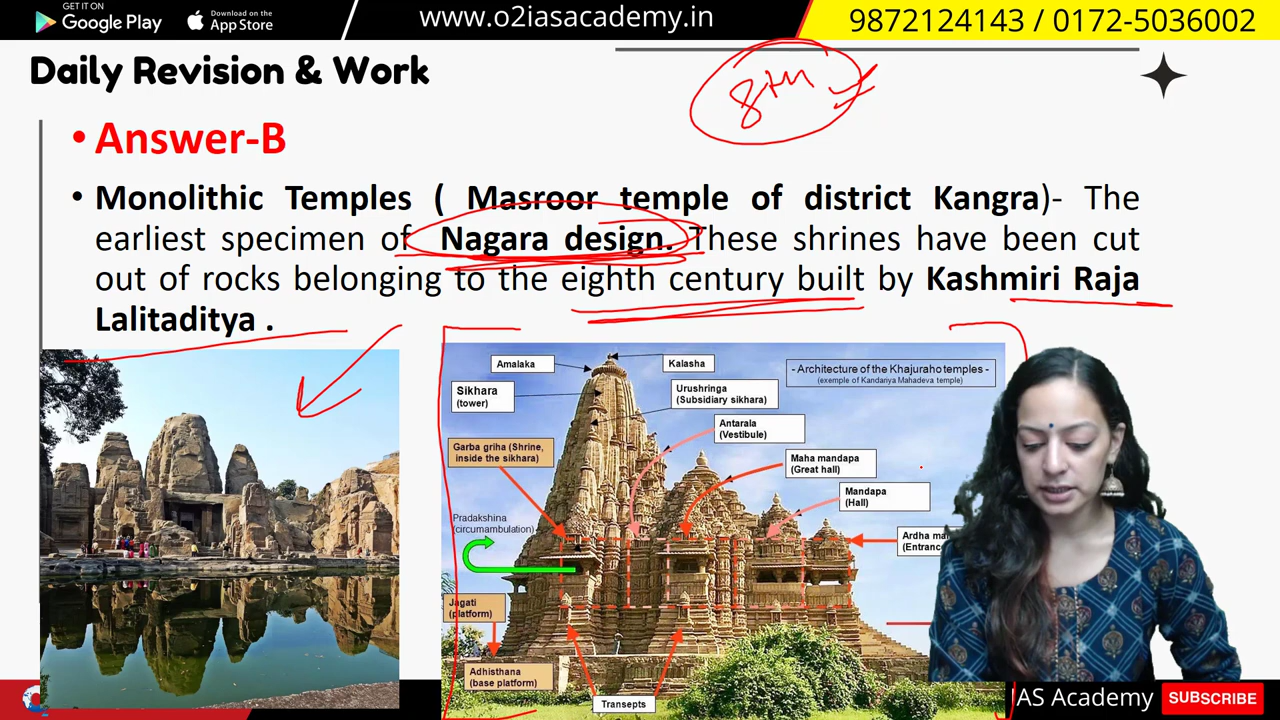 GET IT ON
Google Play
Download on the
App Store
www.o2iasacademy.in
9872124143 / 0172-5036002
Daily Revision & Work
8th
• Answer-B
• Monolithic Temples ( Masroor temple of district Kangra)- The
earliest specimen of Nagara design. These shrines have been cut
out of rocks belonging to the eighth century built by Kashmiri Raja
Lalitaditya .
Amalaka
Kalasha
- Architecture of the Khajuraho temples -
(exemple of Kandariya Mahadeva temple)
Sikhara
(tower)
Urushringa
(Subsidiary sikhara)
Antarala
(Vestibule)
Garba griha (Shrine,
inside the sikhara)
Maha mandapa
(Great hall)
Mandapa
(Hall)
Pradakshina
(circumambulation)
Ardha
(Entrance
Jagati
(platform)
Adhisthana
(base platform)
Transepts
IAS Academy
SUBSCRIBE